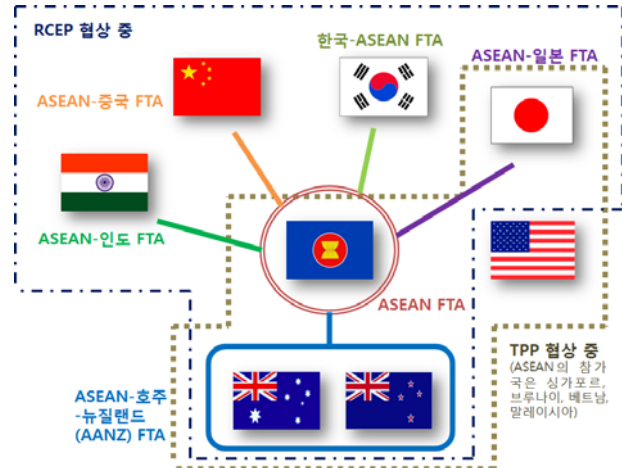 RCEP 협상 중
한국-ASEAN FTA
ASEAN-일본 FTA
ASEAN-중국 FTA
ASEAN-인도 FTA
ASEAN FTA
TPP 협상 중
(ASEAN의 참가
국은 싱가포르,
브루나이, 베트남,
말레이시아)
ASEAN-호주
-뉴질랜드
(AANZ) FTA